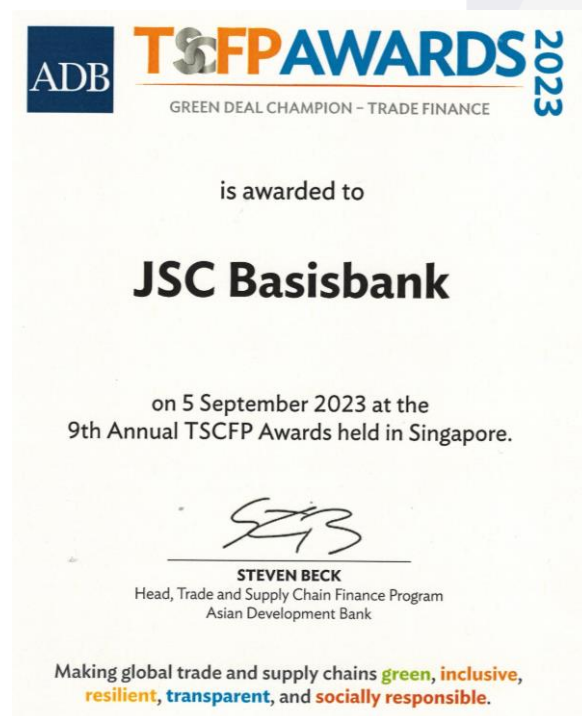 ADB
TSCFP AWARDS 2023
GREEN DEAL CHAMPION – TRADE FINANCE
is awarded to
JSC Basisbank
on 5 September 2023 at the
9th Annual TSCFP Awards held in Singapore.
STEVEN BECK
Head, Trade and Supply Chain Finance Program
Asian Development Bank
Making global trade and supply chains green, inclusive,
resilient, transparent, and socially responsible.